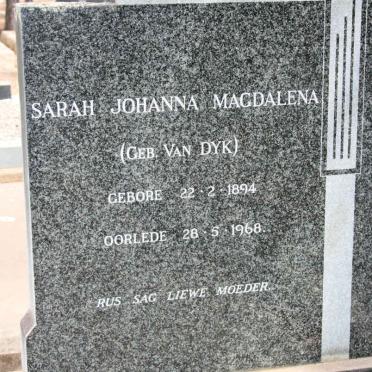 SARAH JOHANNA MAGDALENA
(GEB. VAN DYK)
GEBORE 22·2·1894
OORLEDE 28·5·1968.
RUS SAG LIEWE MOEDER.